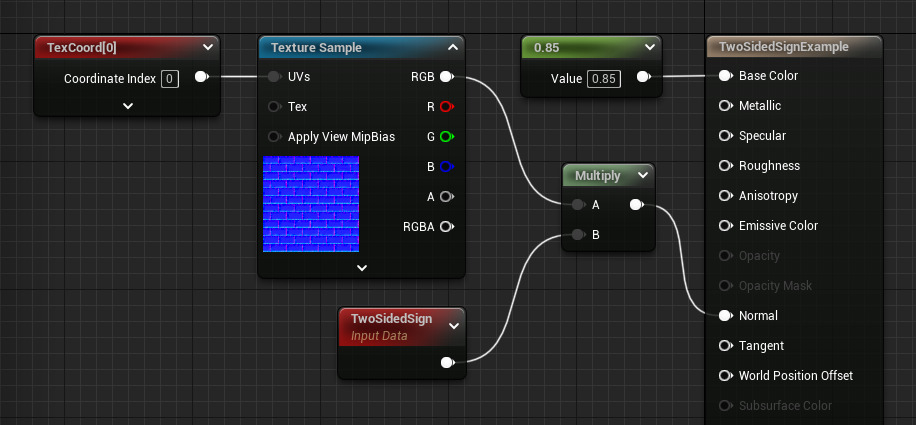 TexCoord[0]
Coordinate Index 0
Texture Sample
UVs RGB
Tex R
Apply View MipBias G
B
A
RGBA
TwoSidedSign
Input Data
0.85
Value 0.85
Multiply
A
B
TwoSidedSignExample
Base Color
Metallic
Specular
Roughness
Anisotropy
Emissive Color
Opacity
Opacity Mask
Normal
Tangent
World Position Offset
Subsurface Color